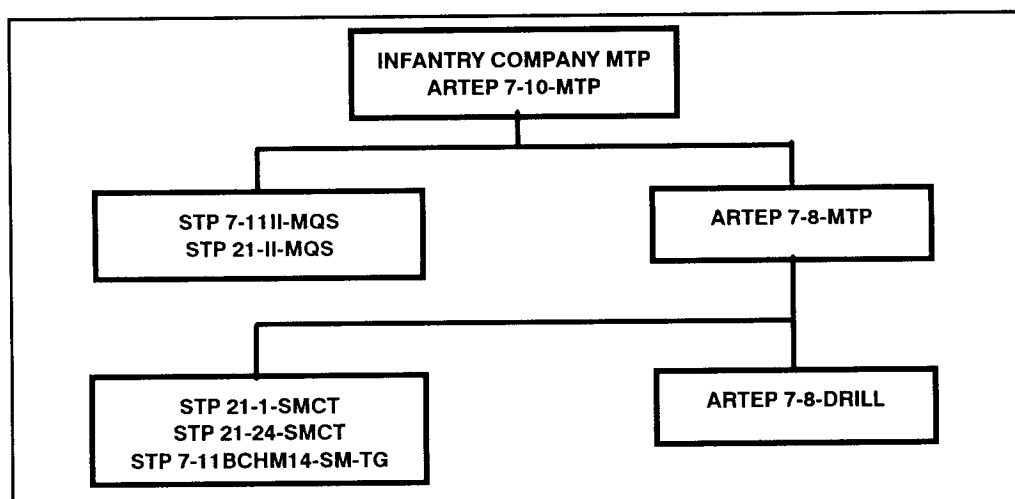 INFANTRY COMPANY MTP
ARTEP 7-10-MTP
STP 7-11II-MQS
STP 21-II-MQS
ARTEP 7-8-MTP
STP 21-1-SMCT
STP 21-24-SMCT
STP 7-11BCHM14-SM-TG
ARTEP 7-8-DRILL